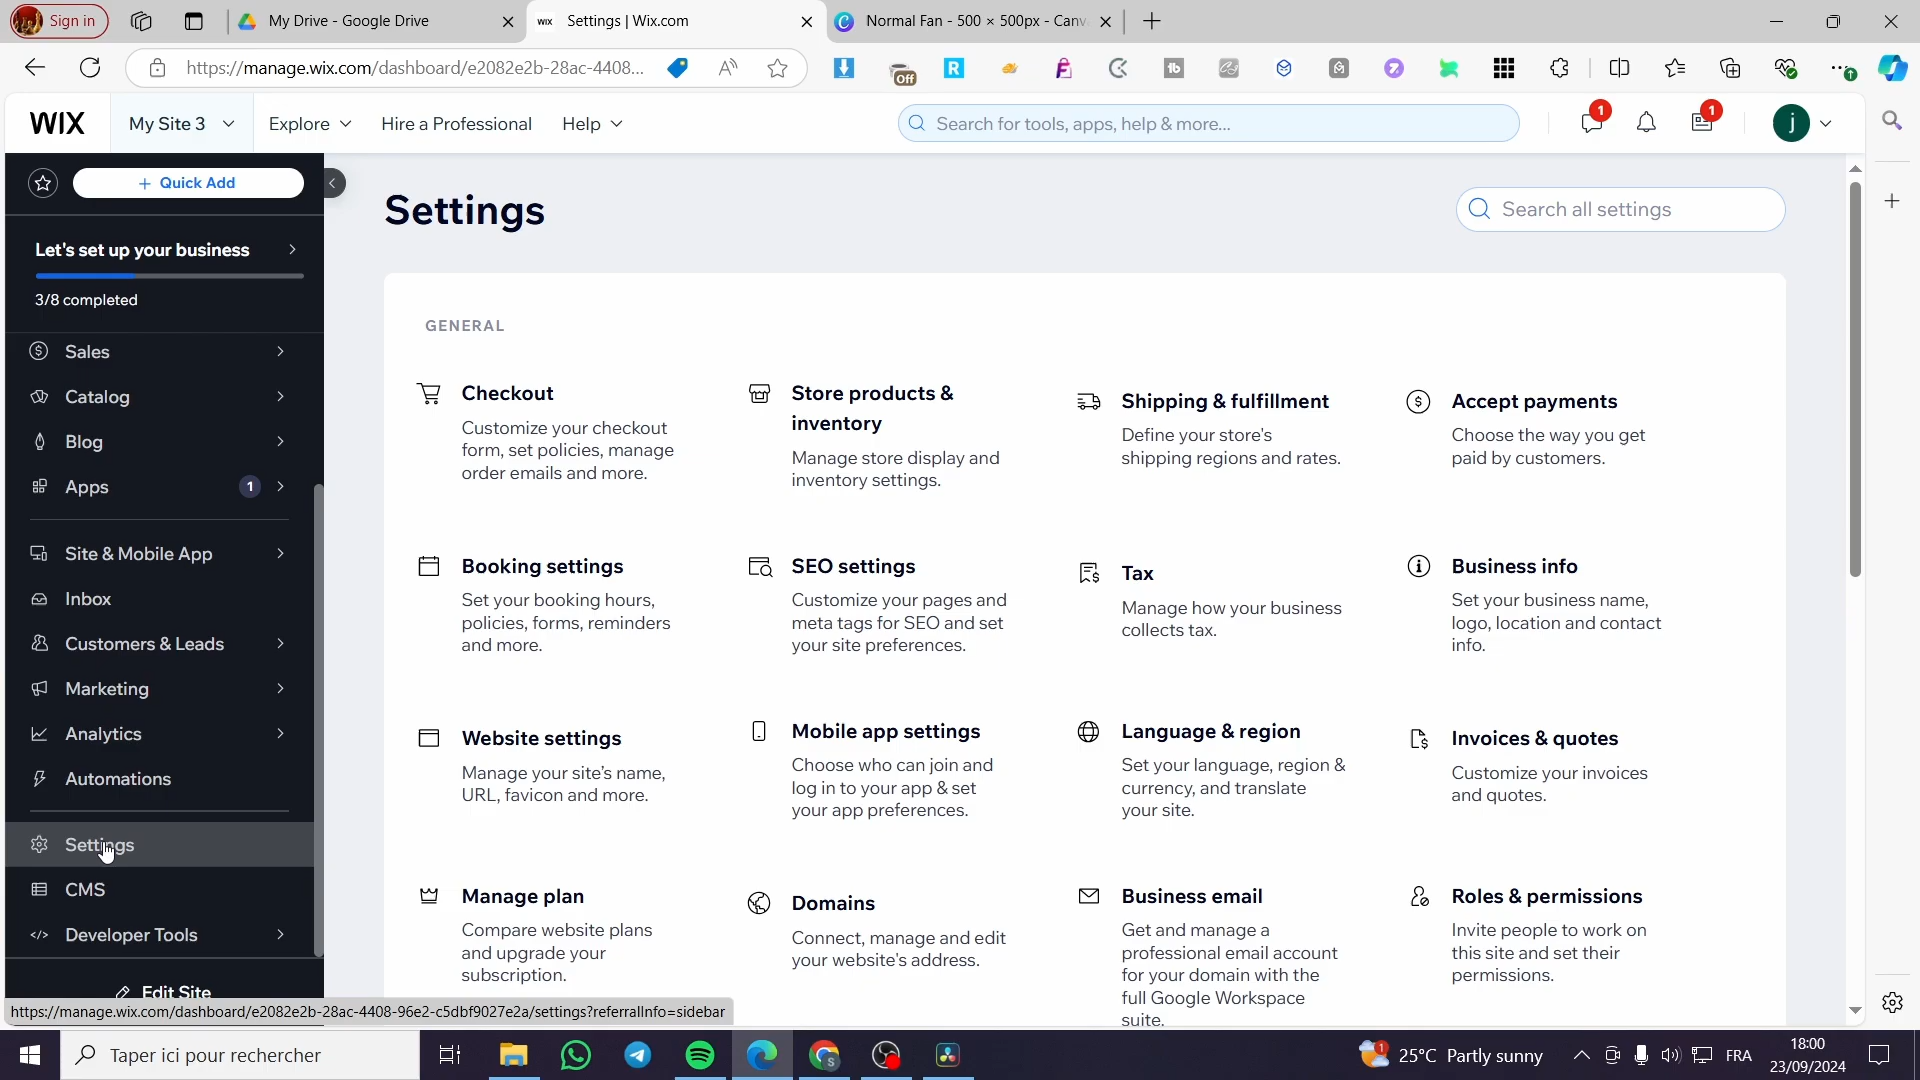 Sign in
My Drive - Google Drive
WIX Settings | Wix.com
Normal Fan - 500 × 500px - Canv
https://manage.wix.com/dashboard/e2082e2b-28ac-4408...
Off
WIX
My Site 3
Explore
Hire a Professional
Help
Search for tools, apps, help & more...
1
1
j
+ Quick Add
Let's set up your business
3/8 completed
Sales
Catalog
Blog
Apps 1
Site & Mobile App
Inbox
Customers & Leads
Marketing
Analytics
Automations
Settings
CMS
Developer Tools
Edit Site
Settings
Search all settings
GENERAL
Checkout
Customize your checkout
form, set policies, manage
order emails and more.
Store products &
inventory
Manage store display and
inventory settings.
Shipping & fulfillment
Define your store's
shipping regions and rates.
Accept payments
Choose the way you get
paid by customers.
Booking settings
Set your booking hours,
policies, forms, reminders
and more.
SEO settings
Customize your pages and
meta tags for SEO and set
your site preferences.
Tax
Manage how your business
collects tax.
Business info
Set your business name,
logo, location and contact
info.
Website settings
Manage your site's name,
URL, favicon and more.
Mobile app settings
Choose who can join and
log in to your app & set
your app preferences.
Language & region
Set your language, region &
currency, and translate
your site.
Invoices & quotes
Customize your invoices
and quotes.
Manage plan
Compare website plans
and upgrade your
subscription.
Domains
Connect, manage and edit
your website's address.
Business email
Get and manage a
professional email account
for your domain with the
full Google Workspace
suite.
Roles & permissions
Invite people to work on
this site and set their
permissions.
https://manage.wix.com/dashboard/e2082e2b-28ac-4408-96e2-c5dbf9027e2a/settings?referralInfo=sidebar
Taper ici pour rechercher
1
25°C Partly sunny
FRA
18:00
23/09/2024